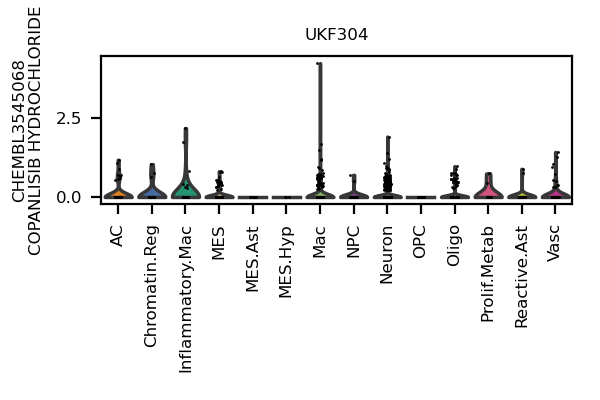 UKF304
CHEMBL3545068
COPANLISIB HYDROCHLORIDE
2.5
0.0
AC
Chromatin.Reg
Inflammatory.Mac
MES
MES.Ast
MES.Hyp
Mac
NPC
Neuron
OPC
Oligo
Prolif.Metab
Reactive.Ast
Vasc